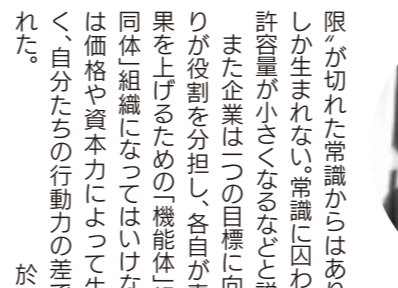 限〟が切れた常識からはあり
しか生まれない。常識に囚わ
許容量が小さくなるなどと説
また企業は一つの目標に向
りが役割を分担し、各自が
果を上げるための「機能体」
同体」組織になってはいけな
は価格や資本力によって生
く、自分たちの行動力の差で
れた。
於